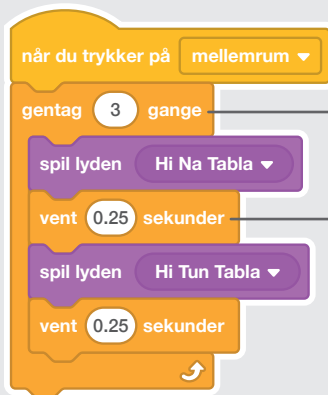 når du trykker på mellemrum
gentag 3 gange
spil lyden Hi Na Tabla
vent 0.25 sekunder
spil lyden Hi Tun Tabla
vent 0.25 sekunder